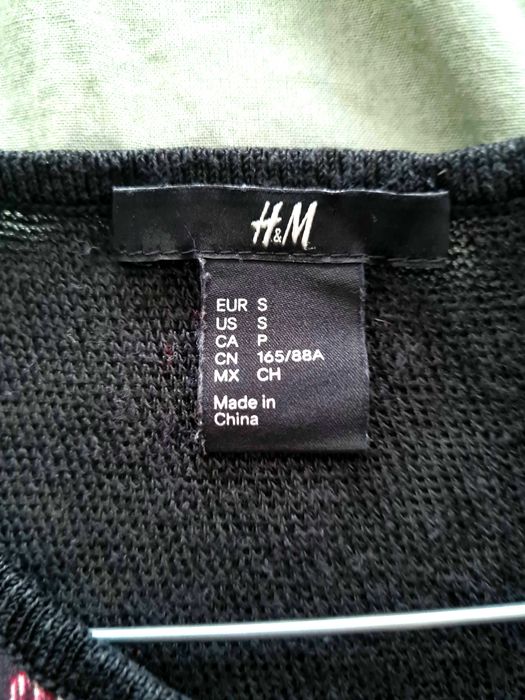 H&M
EUR S
US S
CA P
CN 165/88A
MX CH
Made in
China